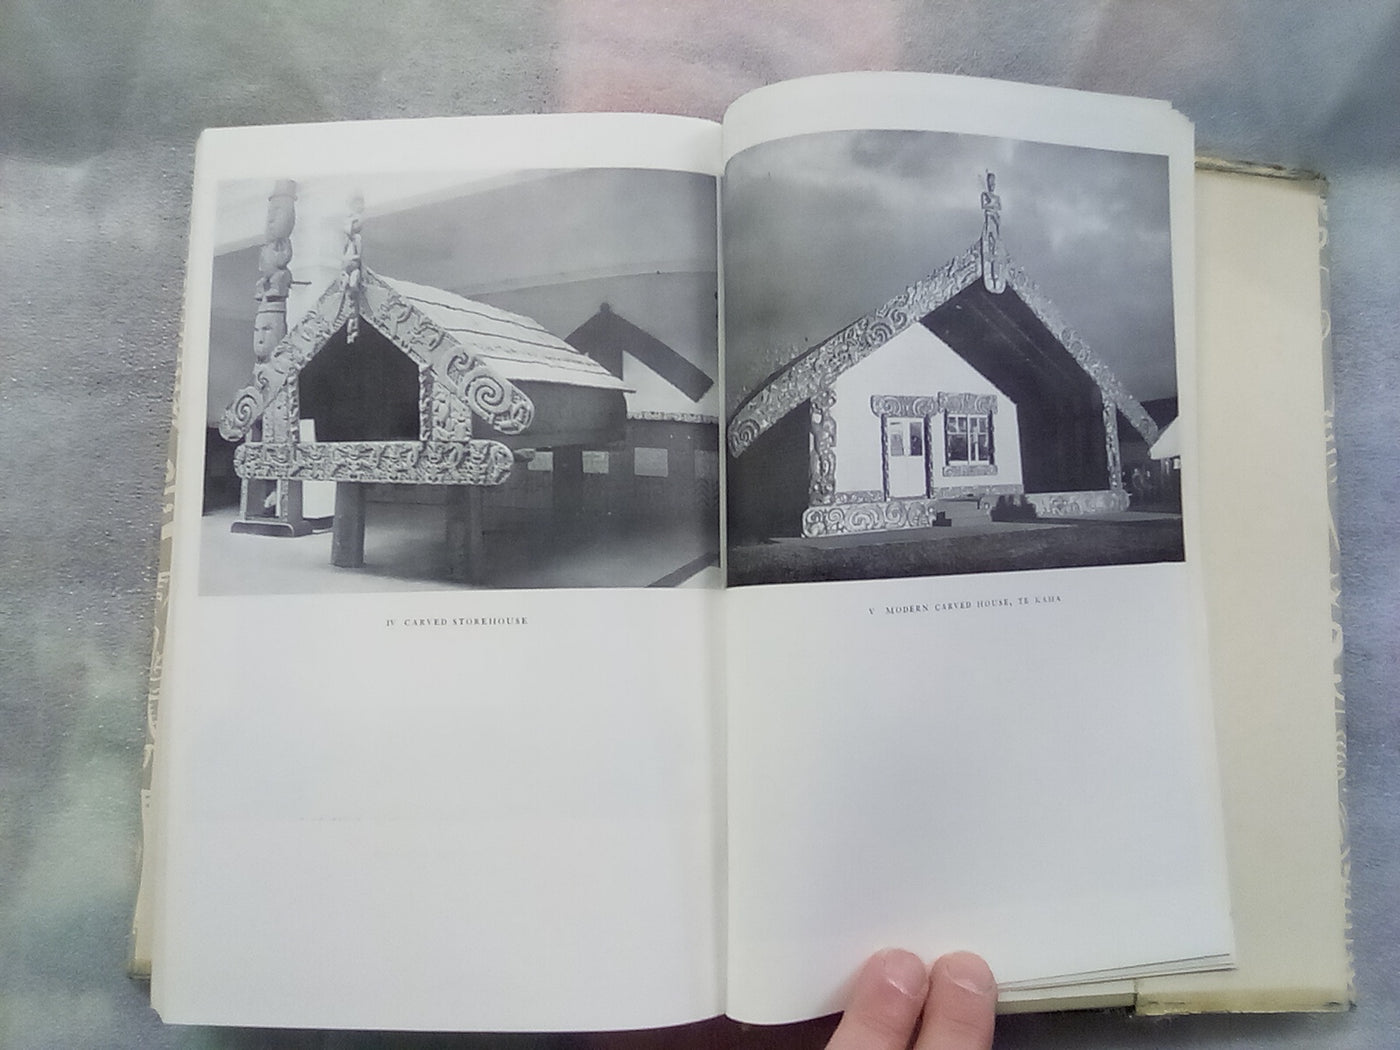 IV CARVED STOREHOUSE
V MODERN CARVED HOUSE, TE KAHA